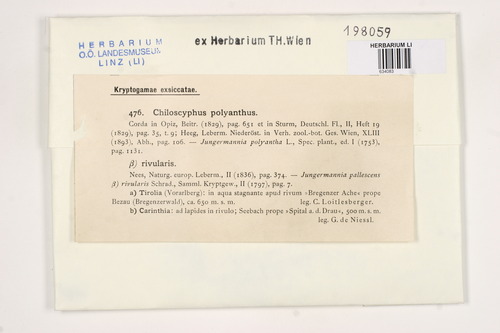 HERBARIUM
O.Ö. LANDESMUSEUM
LINZ (LI)
ex Herbarium TH.Wien
198059
HERBARIUM LI
Kryptogamae exsiccatae.
476. Chiloscyphus polyanthus.
Corda in Opiz, Beitr. (1829), pag. 651 et in Sturm, Deutschl. Fl., II, Heft 19
(1829), pag. 35, t. 9; Heeg, Leberm. Niederöst. in Verh. zool.-bot. Ges. Wien, XLIII
(1893), Abh., pag. 106. — Jungermannia polyantha L., Spec. plant., ed. I (1753),
pag. 1131.
β) rivularis.
Nees, Naturg. europ. Leberm., II (1836), pag. 374. — Jungermannia pallescens
β) rivularis Schrad., Samml. Kryptgew., II (1797), pag. 7.
a) Tirolia (Vorarlberg): in aqua stagnante apud rivum »Bregenzer Ache« prope
Bezau (Bregenzerwald), ca. 650 m. s. m. leg. C. Loitlesberger.
b) Carinthia: ad lapides in rivulo; Seebach prope »Spital a. d. Drau«, 500 m. s. m.
leg. G. de Niessl.